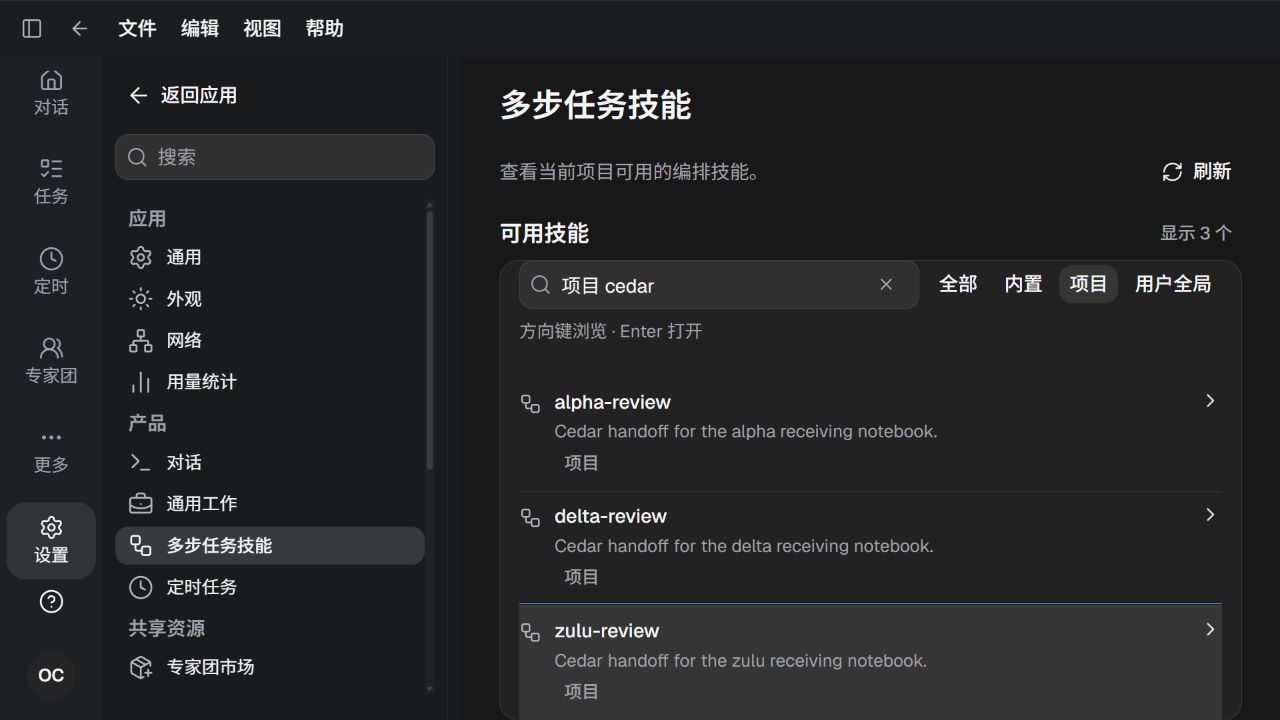 文件 编辑 视图 帮助
对话
任务
定时
专家团
更多
设置
OC
返回应用
搜索
应用
通用
外观
网络
用量统计
产品
对话
通用工作
多步任务技能
定时任务
共享资源
专家团市场
多步任务技能
查看当前项目可用的编排技能。
刷新
可用技能
显示 3 个
项目 cedar
全部 内置 项目 用户全局
方向键浏览 · Enter 打开
alpha-review
Cedar handoff for the alpha receiving notebook.
项目
delta-review
Cedar handoff for the delta receiving notebook.
项目
zulu-review
Cedar handoff for the zulu receiving notebook.
项目